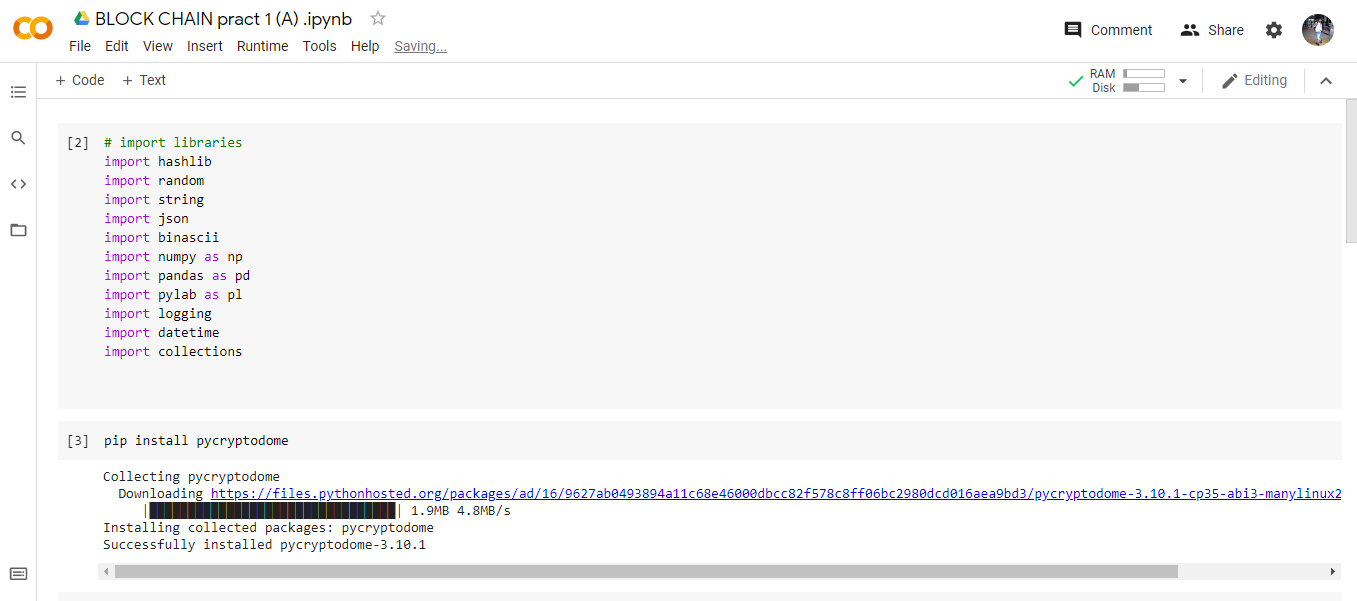 BLOCK CHAIN pract 1 (A) .ipynb
File Edit View Insert Runtime Tools Help Saving...
Comment Share
+ Code + Text
RAM
Disk
Editing
[2] # import libraries
import hashlib
import random
import string
import json
import binascii
import numpy as np
import pandas as pd
import pylab as pl
import logging
import datetime
import collections
[3] pip install pycryptodome
Collecting pycryptodome
Downloading https://files.pythonhosted.org/packages/ad/16/9627ab0493894a11c68e46000dbcc82f578c8ff06bc2980dcd016aea9bd3/pycryptodome-3.10.1-cp35-abi3-manylinux2
| 1.9MB 4.8MB/s
Installing collected packages: pycryptodome
Successfully installed pycryptodome-3.10.1